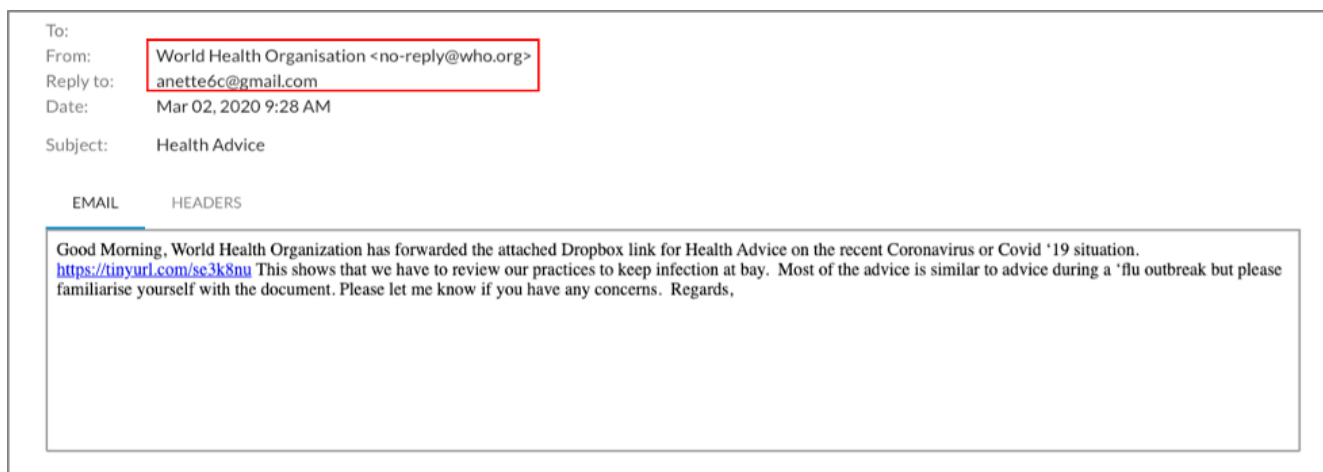 To:
From: World Health Organisation <no-reply@who.org>
Reply to: anette6c@gmail.com
Date: Mar 02, 2020 9:28 AM
Subject: Health Advice
EMAIL HEADERS
Good Morning, World Health Organization has forwarded the attached Dropbox link for Health Advice on the recent Coronavirus or Covid ‘19 situation.
https://tinyurl.com/se3k8nu This shows that we have to review our practices to keep infection at bay.  Most of the advice is similar to advice during a ‘flu outbreak but please
familiarise yourself with the document. Please let me know if you have any concerns.  Regards,